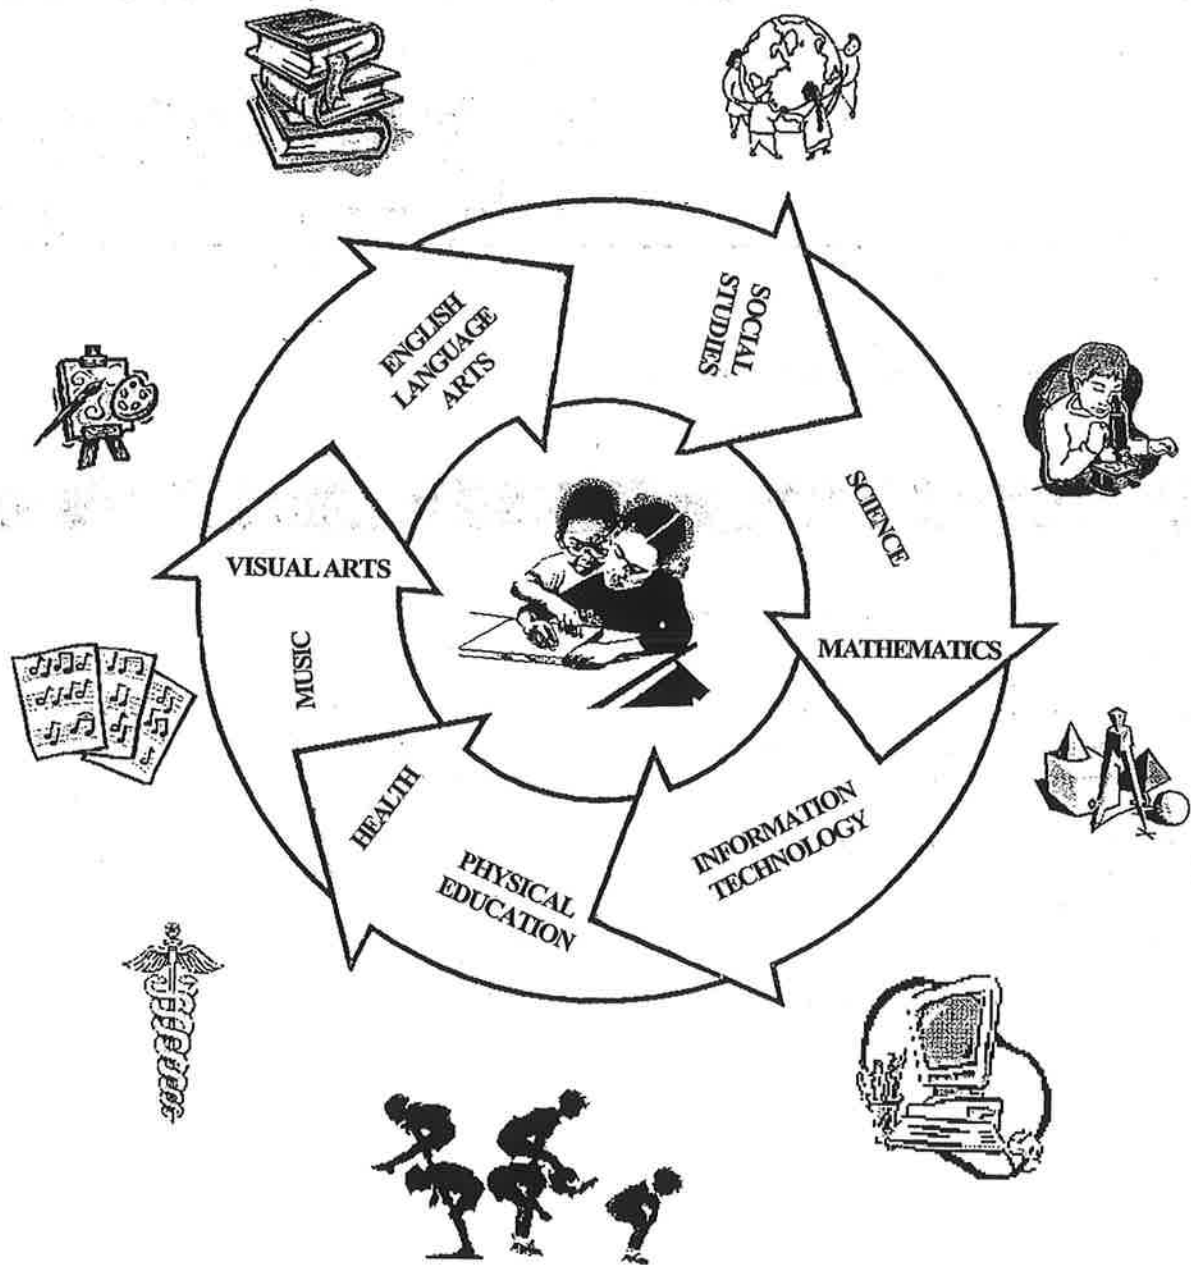 ENGLISH
LANGUAGE
ARTS
SOCIAL
STUDIES
SCIENCE
MATHEMATICS
INFORMATION
TECHNOLOGY
PHYSICAL
EDUCATION
HEALTH
MUSIC
VISUAL ARTS